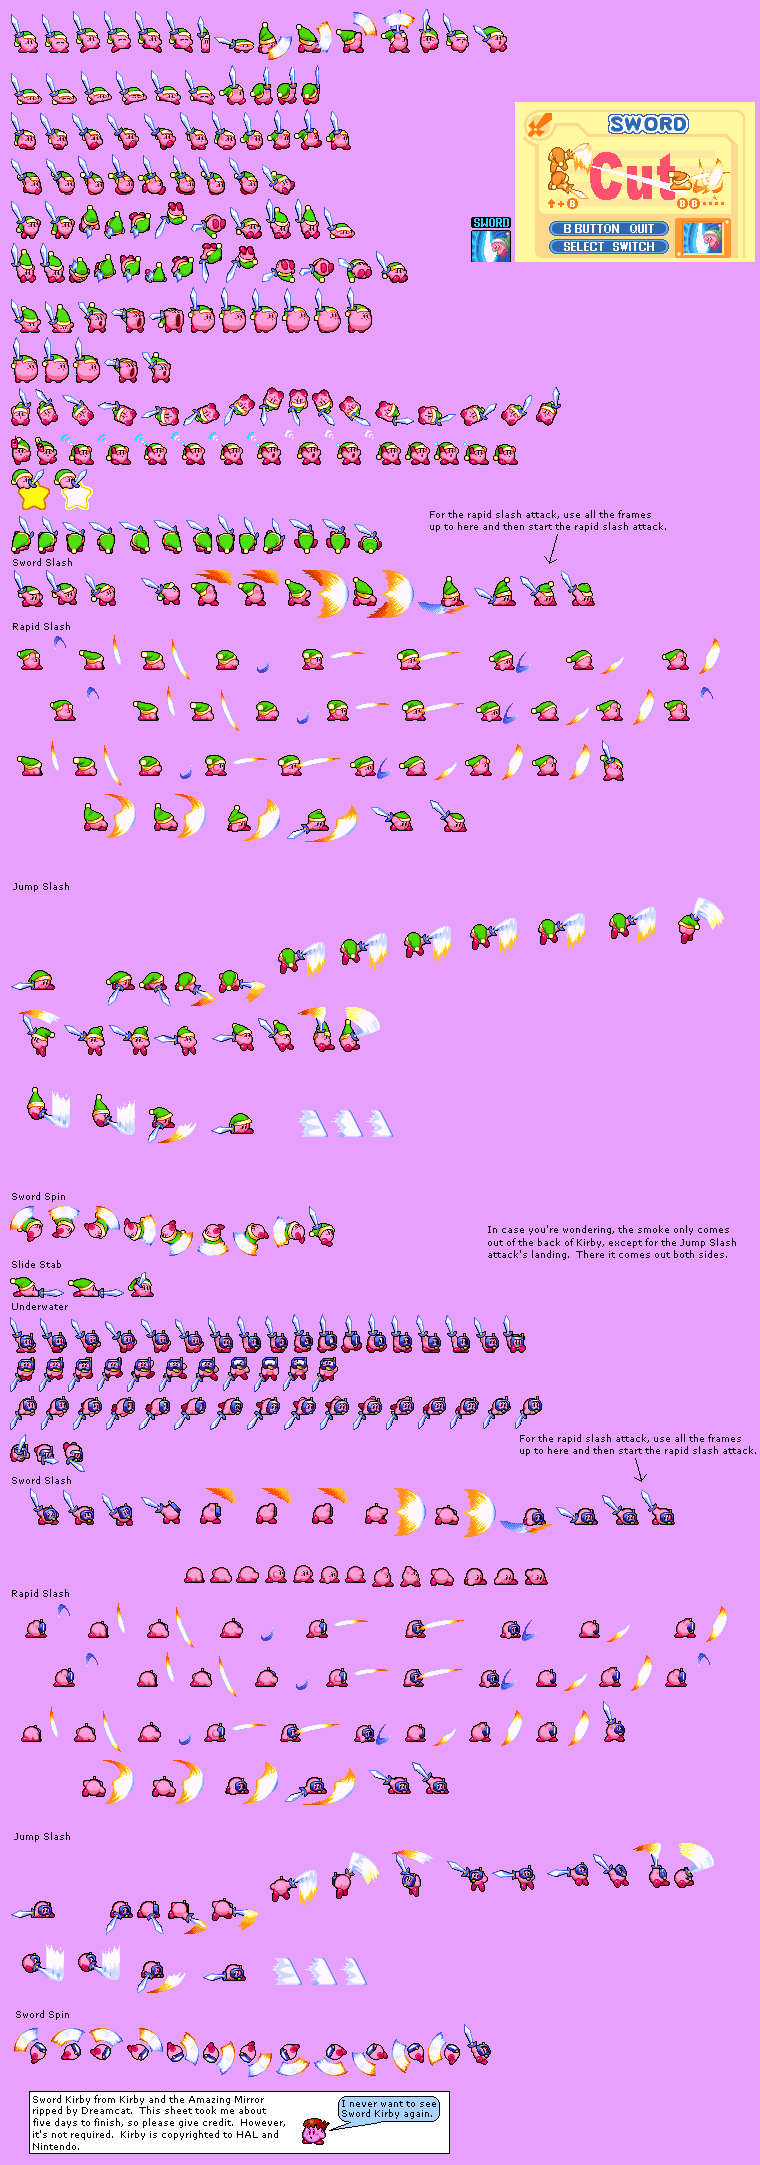 SWORD
Cut
↑+B
B B .....
B BUTTON QUIT
SELECT SWITCH
SWORD
For the rapid slash attack, use all the frames
up to here and then start the rapid slash attack.
Sword Slash
Rapid Slash
Jump Slash
Sword Spin
In case you're wondering, the smoke only comes
out of the back of Kirby, except for the Jump Slash
attack's landing. There it comes out both sides.
Slide Stab
Underwater
For the rapid slash attack, use all the frames
up to here and then start the rapid slash attack.
Sword Slash
Rapid Slash
Jump Slash
Sword Spin
Sword Kirby from Kirby and the Amazing Mirror
ripped by Dreamcat. This sheet took me about
five days to finish, so please give credit. However,
it's not required. Kirby is copyrighted to HAL and
Nintendo.
I never want to see
Sword Kirby again.